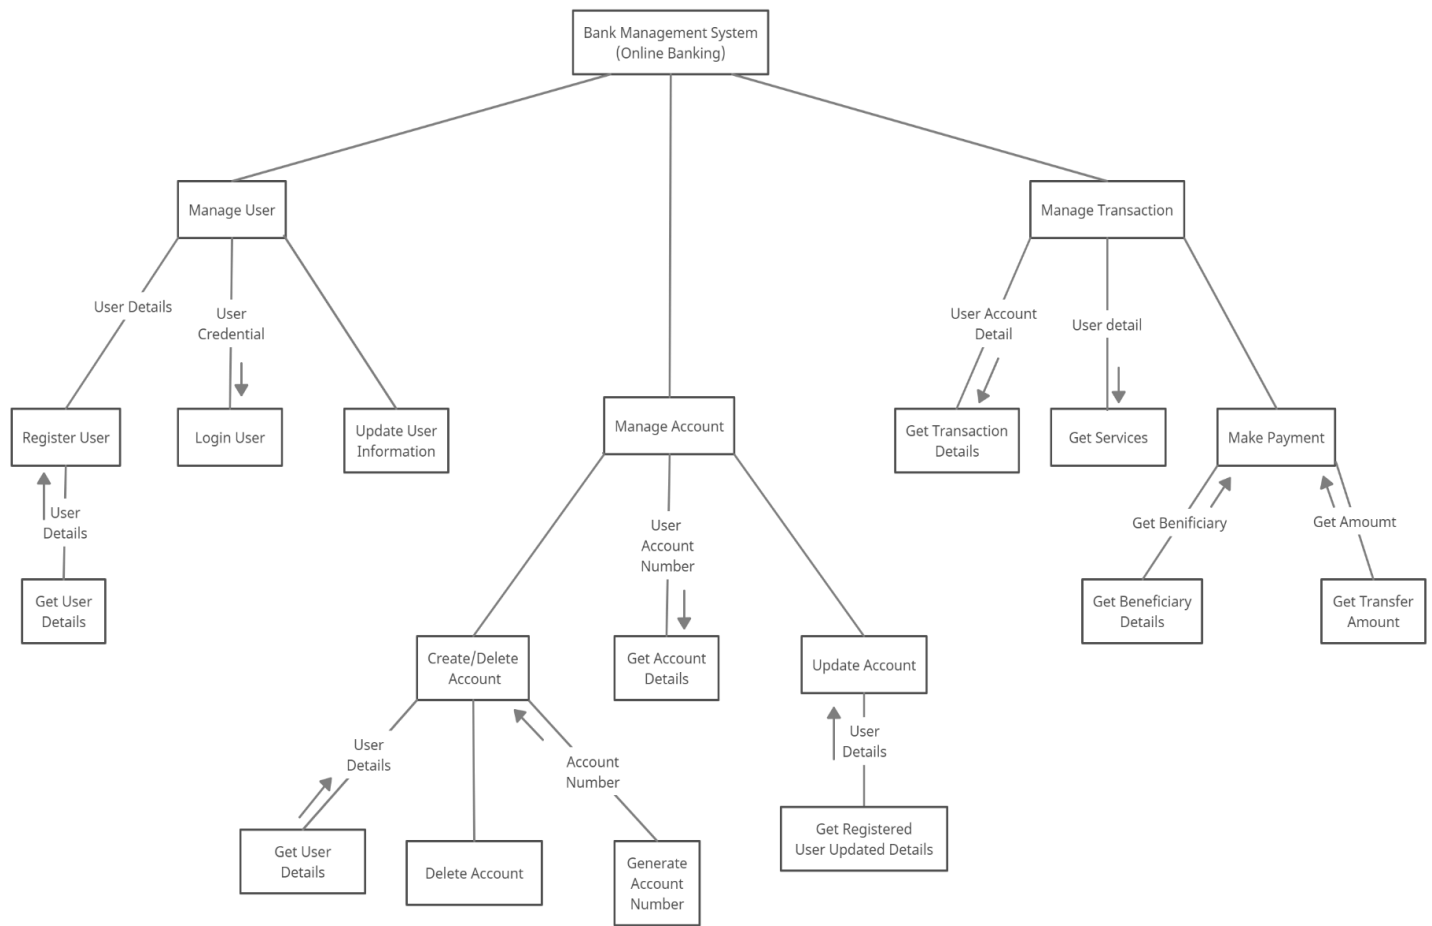 Bank Management System
(Online Banking)
Manage User
Manage Transaction
User Details
User
Credential
User Account
Detail
User detail
Register User
Login User
Update User
Information
Manage Account
Get Transaction
Details
Get Services
Make Payment
User
Details
User
Account
Number
Get Benificiary
Get Amoumt
Get User
Details
Get Beneficiary
Details
Get Transfer
Amount
Create/Delete
Account
Get Account
Details
Update Account
User
Details
Account
Number
User
Details
Get User
Details
Delete Account
Generate
Account
Number
Get Registered
User Updated Details